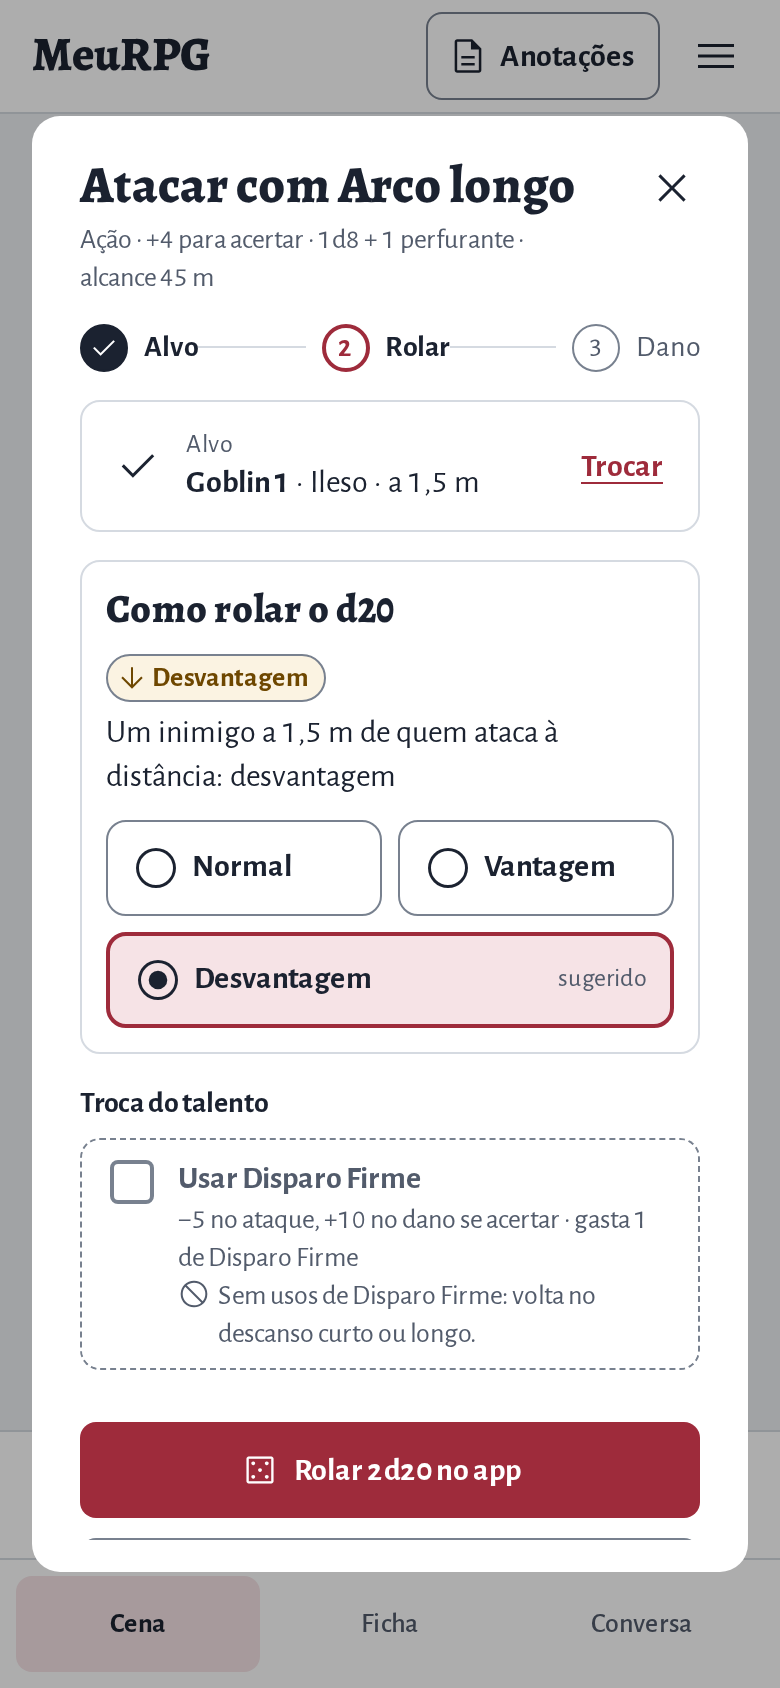 MeuRPG
Anotações
Atacar com Arco longo
Ação · +4 para acertar · 1d8 + 1 perfurante ·
alcance 45 m
Alvo
2 Rolar
3 Dano
Alvo
Goblin 1 · Ileso · a 1,5 m
Trocar
Como rolar o d20
Desvantagem
Um inimigo a 1,5 m de quem ataca à
distância: desvantagem
Normal
Vantagem
Desvantagem
sugerido
Troca do talento
Usar Disparo Firme
−5 no ataque, +10 no dano se acertar · gasta 1
de Disparo Firme
Sem usos de Disparo Firme: volta no
descanso curto ou longo.
Rolar 2d20 no app
Cena
Ficha
Conversa